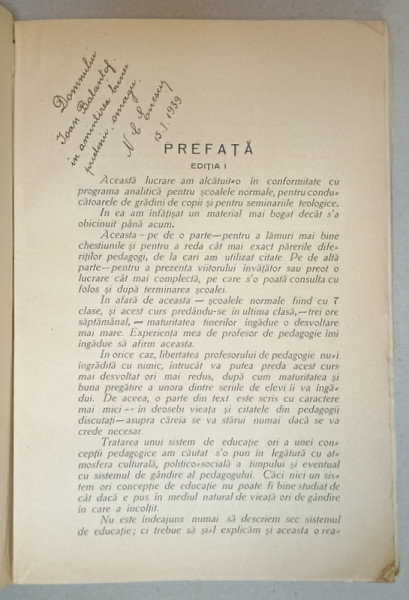 Domnului
Ioan Balantof.
in amintirea bunei
prietenii, omagiu.
N C Enescu
15.I.1939
PREFAȚĂ
EDIȚIA I
Această lucrare am alcătuit-o în conformitate cu
programa analitică pentru școalele normale, pentru condu-
cătoarele de grădini de copii și pentru seminariile teologice.
In ea am înfățișat un material mai bogat decât s'a
obicinuit până acum.
Aceasta - pe de o parte—pentru a lămuri mai bine
chestiunile și pentru a reda cât mai exact părerile dife-
riților pedagogi, de la cari am utilizat citate. Pe de altă
parte—pentru a prezenta viitorului învățător sau preot o
lucrare cât mai complectă, pe care s'o poată consulta cu
folos și după terminarea școalei.
In afară de aceasta — școalele normale fiind cu 7
clase, și acest curs predându-se în ultima clasă,—trei ore
săptămânal, — maturitatea tinerilor îngădue o desvoltare
mai mare. Experiența mea de profesor de pedagogie îmi
îngădue să afirm aceasta.
In orice caz, libertatea profesorului de pedagogie nu-i
îngrădită cu nimic, întrucât va putea preda acest curs
mai desvoltat ori mai redus, după cum maturitatea și
buna pregătire a unora dintre seriile de elevi îi va îngă-
dui. De aceea, o parte din text este scris cu caractere
mai mici -- în deosebi vieața și citatele din pedagogii
discutați—asupra căreia se va stărui numai dacă se va
crede necesar
Tratarea unui sistem de educație ori a unei con-
cepții pedagogice am căutat s'o pun în legătură cu at-
mosfera culturală, politico-socială a timpului și eventual
cu sistemul de gândire al pedagogului. Căci nici un sis-
tem ori concepție de educație nu poate fi bine studiat de
cât dacă e pus în mediul natural de vieață ori de gândire
în care a încolțit.
Nu este îndeajuns numai să descriem sec sistemul
de educație; ci trebue să și-l explicăm și aceasta o rea-